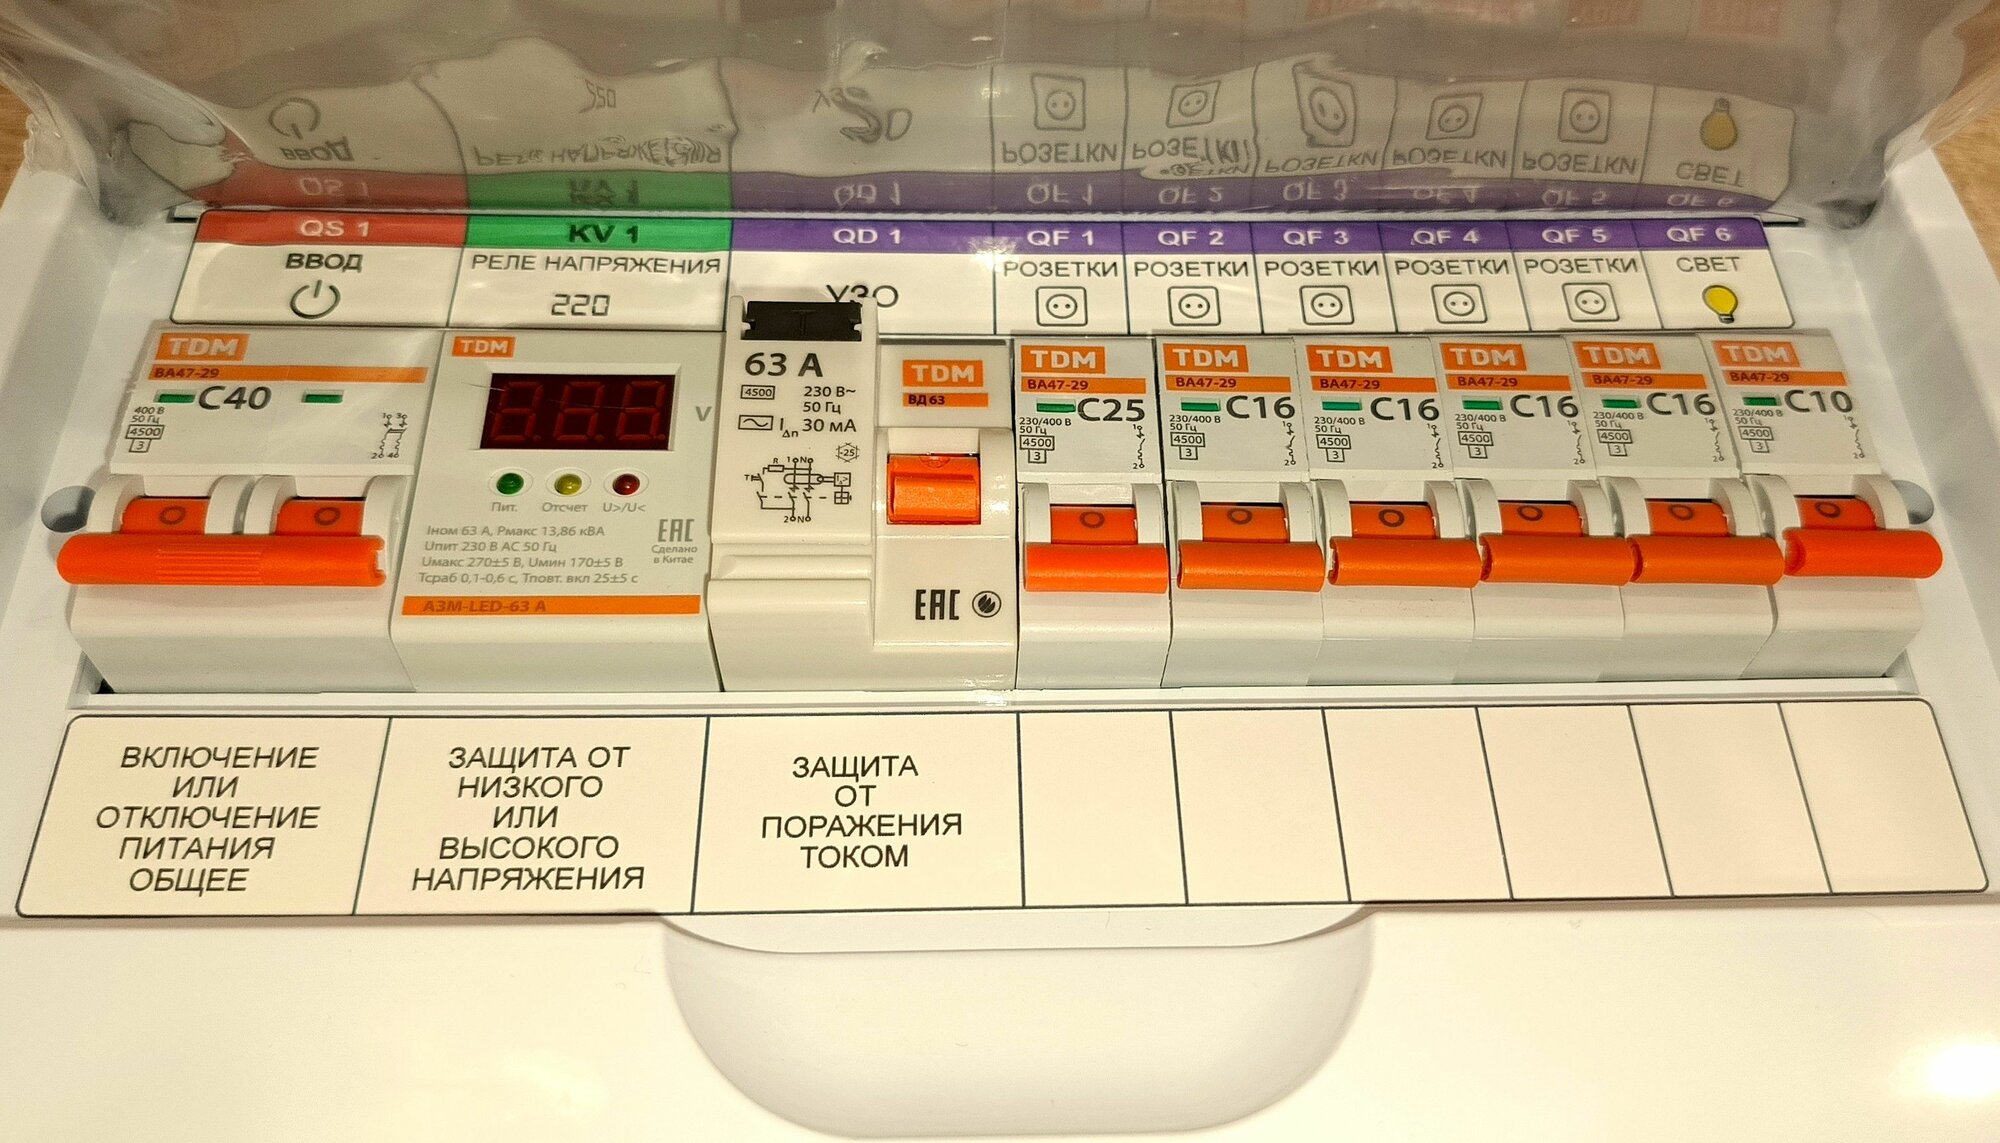 QS 1
KV 1
QD 1
QF 1
QF 2
QF 3
QF 4
QF 5
QF 6
ВВОД
РЕЛЕ НАПРЯЖЕНИЯ
220
УЗО
РОЗЕТКИ
РОЗЕТКИ
РОЗЕТКИ
РОЗЕТКИ
РОЗЕТКИ
СВЕТ
TDM
ВА47-29
C40
400 В
50 Гц
4500
3
TDM
V
Пит.
Отсчет
U>/U<
Iном 63 А, Pмакс 13,86 кВА
Uпит 230 В АС 50 Гц
Uмакс 270±5 В, Uмин 170±5 В
Tсраб 0,1-0,6 с, Tповт. вкл 25±5 с
EAC
Сделано
в Китае
АЗМ-LED-63 А
T
63 A
4500
230 В~
50 Гц
I∆n 30 мА
-25
TDM
ВД63
EAC
TDM
ВА47-29
C25
230/400 В
50 Гц
4500
3
TDM
ВА47-29
C16
230/400 В
50 Гц
4500
3
TDM
ВА47-29
C16
230/400 В
50 Гц
4500
3
TDM
ВА47-29
C16
230/400 В
50 Гц
4500
3
TDM
ВА47-29
C16
230/400 В
50 Гц
4500
3
TDM
ВА47-29
C10
230/400 В
50 Гц
4500
3
ВКЛЮЧЕНИЕ
ИЛИ
ОТКЛЮЧЕНИЕ
ПИТАНИЯ
ОБЩЕЕ
ЗАЩИТА ОТ
НИЗКОГО
ИЛИ
ВЫСОКОГО
НАПРЯЖЕНИЯ
ЗАЩИТА
ОТ
ПОРАЖЕНИЯ
ТОКОМ